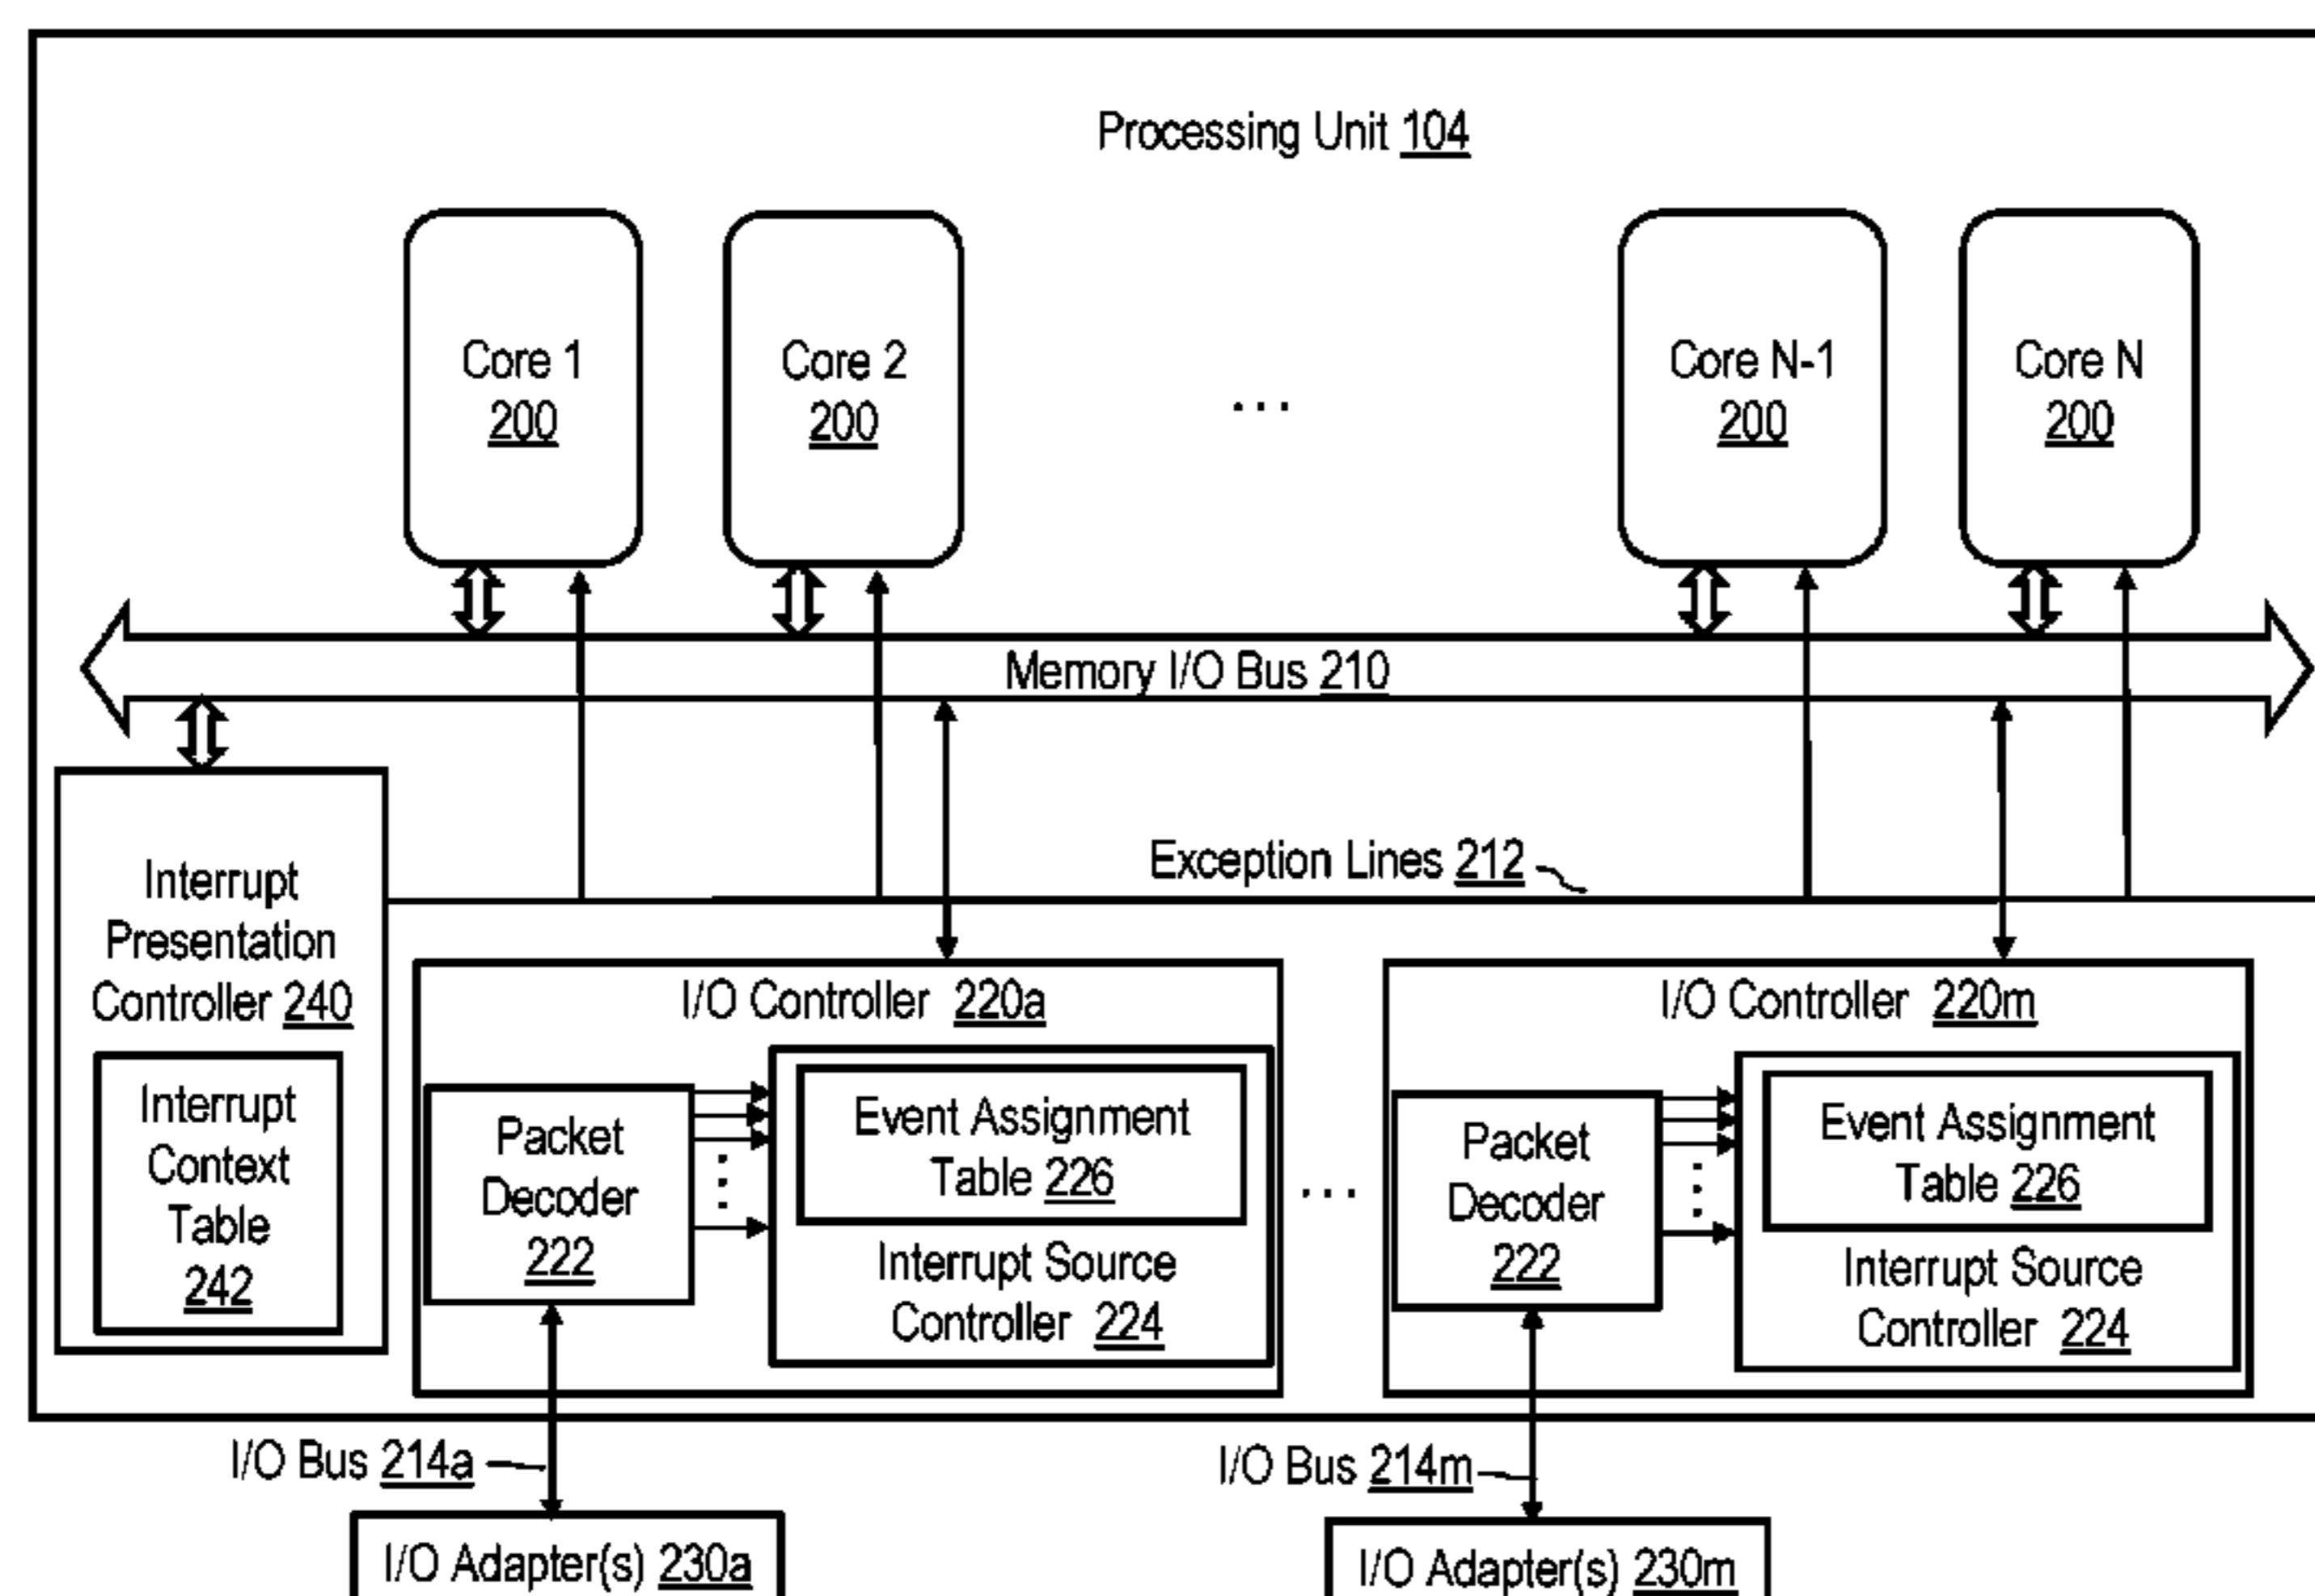 Processing Unit 104
Core 1
200
Core 2
200
...
Core N-1
200
Core N
200
Memory I/O Bus 210
Exception Lines 212
Interrupt
Presentation
Controller 240
Interrupt
Context
Table
242
I/O Controller 220a
Packet
Decoder
222
Event Assignment
Table 226
Interrupt Source
Controller 224
...
I/O Controller 220m
Packet
Decoder
222
Event Assignment
Table 226
Interrupt Source
Controller 224
I/O Bus 214a
I/O Bus 214m
I/O Adapter(s) 230a
I/O Adapter(s) 230m